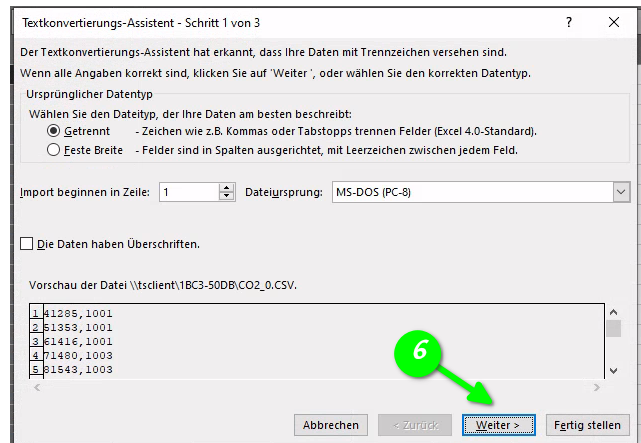 Textkonvertierungs-Assistent - Schritt 1 von 3
Der Textkonvertierungs-Assistent hat erkannt, dass Ihre Daten mit Trennzeichen versehen sind.
Wenn alle Angaben korrekt sind, klicken Sie auf 'Weiter ', oder wählen Sie den korrekten Datentyp.
Ursprünglicher Datentyp
Wählen Sie den Dateityp, der Ihre Daten am besten beschreibt:
Getrennt - Zeichen wie z.B. Kommas oder Tabstopps trennen Felder (Excel 4.0-Standard).
Feste Breite - Felder sind in Spalten ausgerichtet, mit Leerzeichen zwischen jedem Feld.
Import beginnen in Zeile: 1 Dateiursprung: MS-DOS (PC-8)
Die Daten haben Überschriften.
Vorschau der Datei \\tsclient\1BC3-50DB\CO2_0.CSV.
1 41285,1001
2 51353,1001
3 61416,1001
4 71480,1003
5 81543,1003
6
Abbrechen < Zurück Weiter > Fertig stellen